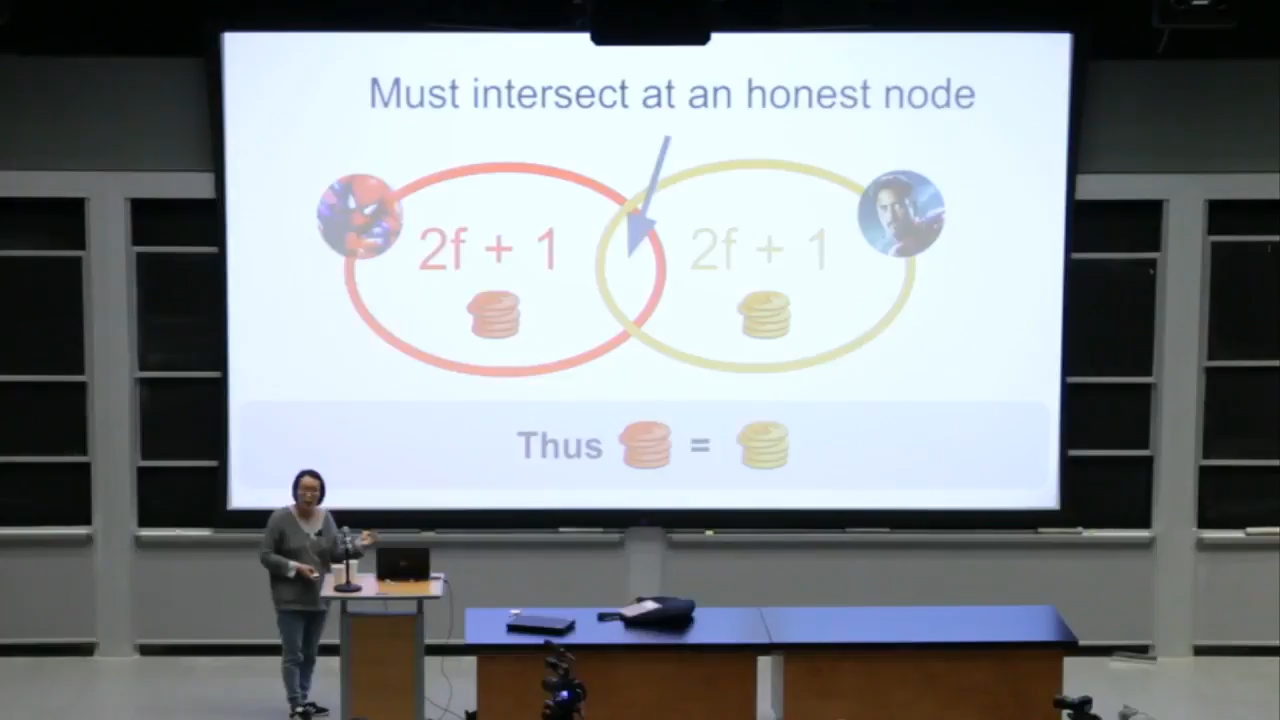 Must intersect at an honest node
2f + 1
2f + 1
Thus =